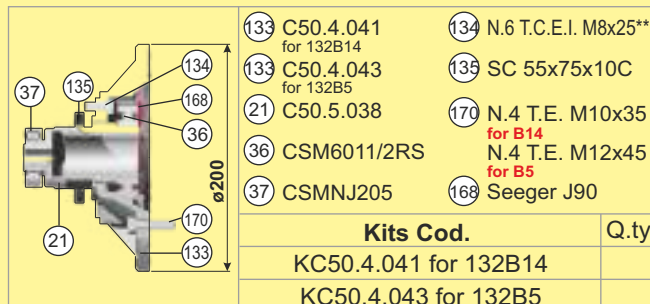 133 C50.4.041
for 132B14
133 C50.4.043
for 132B5
21 C50.5.038
36 CSM6011/2RS
37 CSMNJ205
134 N.6 T.C.E.I. M8x25**
135 SC 55x75x10C
170 N.4 T.E. M10x35
for B14
N.4 T.E. M12x45
for B5
168 Seeger J90
37
135
134
168
36
ø200
170
21
133
Kits Cod.
Q.ty
KC50.4.041 for 132B14
KC50.4.043 for 132B5